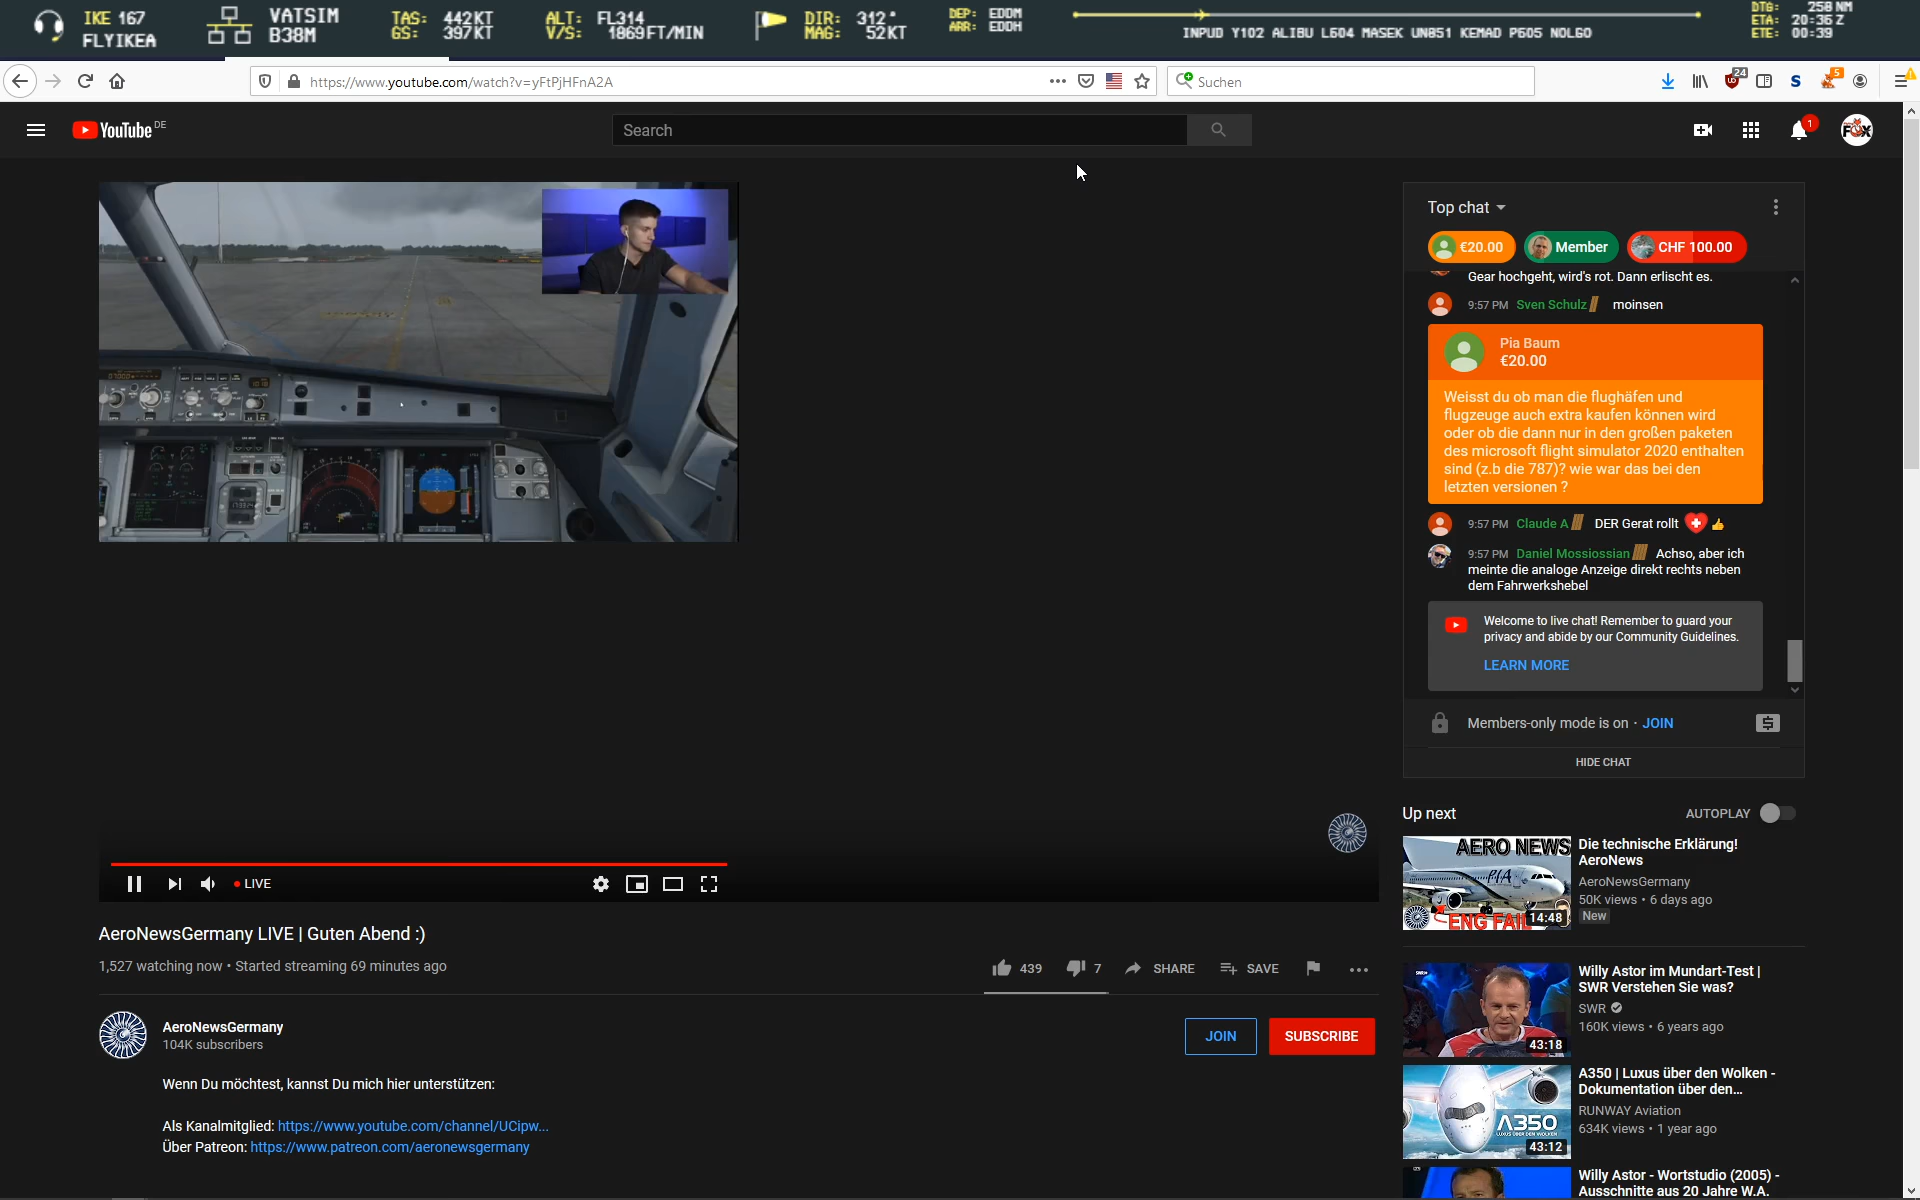 IKE 167
FLYIKEA
VATSIM
B38M
TAS: 442KT
GS: 397KT
ALT: FL314
V/S: 1869FT/MIN
DIR: 312°
MAG: 52KT
DEP: EDDM
ARR: EDDH
INPUD Y102 ALIBU L604 MASEK UN851 KEMAD P605 NOLGO
DTG: 258 NM
ETA: 20:36 Z
ETE: 00:39
https://www.youtube.com/watch?v=yFtPjHFnA2A
Suchen
24
S
5
YouTube DE
Search
1
FOX
Top chat
€20.00
Member
CHF 100.00
Gear hochgeht, wird's rot. Dann erlischt es.
9:57 PM Sven Schulz moinsen
Pia Baum
€20.00
Weisst du ob man die flughäfen und
flugzeuge auch extra kaufen können wird
oder ob die dann nur in den großen paketen
des microsoft flight simulator 2020 enthalten
sind (z.b die 787)? wie war das bei den
letzten versionen ?
9:57 PM Claude A DER Gerat rollt
9:57 PM Daniel Mossiossian Achso, aber ich
meinte die analoge Anzeige direkt rechts neben
dem Fahrwerkshebel
Welcome to live chat! Remember to guard your
privacy and abide by our Community Guidelines.
LEARN MORE
Members-only mode is on · JOIN
HIDE CHAT
LIVE
AeroNewsGermany LIVE | Guten Abend :)
1,527 watching now • Started streaming 69 minutes ago
439
7
SHARE
SAVE
AeroNewsGermany
104K subscribers
JOIN
SUBSCRIBE
Wenn Du möchtest, kannst Du mich hier unterstützen:
Als Kanalmitglied: https://www.youtube.com/channel/UCipw...
Über Patreon: https://www.patreon.com/aeronewsgermany
Up next
AUTOPLAY
AERO NEWS
PIA
ENG FAIL
14:48
Die technische Erklärung!
AeroNews
AeroNewsGermany
50K views • 6 days ago
New
43:18
Willy Astor im Mundart-Test |
SWR Verstehen Sie was?
SWR
160K views • 6 years ago
A350
LUXUS ÜBER DEN WOLKEN
43:12
A350 | Luxus über den Wolken -
Dokumentation über den...
RUNWAY Aviation
634K views • 1 year ago
Willy Astor - Wortstudio (2005) -
Ausschnitte aus 20 Jahre W.A.